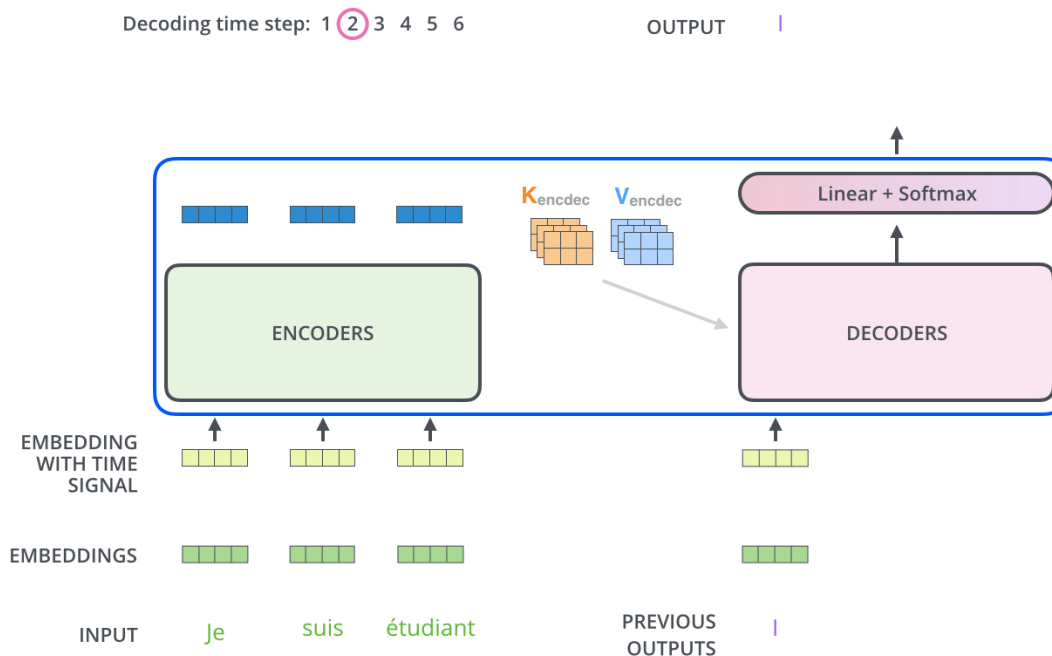 Decoding time step: 1 2 3 4 5 6
OUTPUT I
Kencdec Vencdec
Linear + Softmax
ENCODERS
DECODERS
EMBEDDING
WITH TIME
SIGNAL
EMBEDDINGS
INPUT Je suis étudiant
PREVIOUS
OUTPUTS I